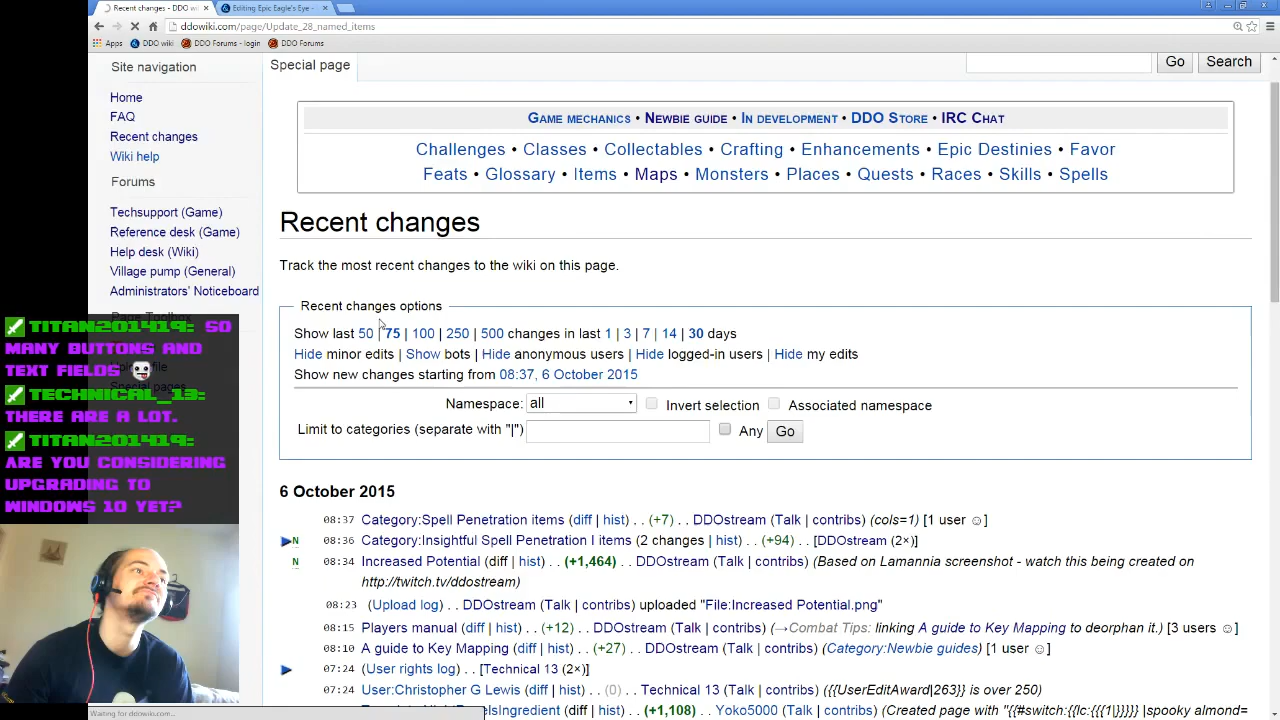 Recent changes - DDO wi
Editing Epic Eagle's Eye -
ddowiki.com/page/Update_28_named_items
Apps DDO wiki DDO Forums - login DDO Forums
Site navigation
Home
FAQ
Recent changes
Wiki help
Forums
Techsupport (Game)
Reference desk (Game)
Help desk (Wiki)
Village pump (General)
Administrators' Noticeboard
Special pages
TITAN201419: SO
MANY BUTTONS AND
TEXT FIELDS
TECHNICAL_13:
THERE ARE A LOT.
TITAN201419:
ARE YOU CONSIDERING
UPGRADING TO
WINDOWS 10 YET?
Special page
Go Search
GAME MECHANICS • NEWBIE GUIDE • IN DEVELOPMENT • DDO STORE • IRC CHAT
Challenges • Classes • Collectables • Crafting • Enhancements • Epic Destinies • Favor
Feats • Glossary • Items • Maps • Monsters • Places • Quests • Races • Skills • Spells
Recent changes
Track the most recent changes to the wiki on this page.
Recent changes options
Show last 50 | 75 | 100 | 250 | 500 changes in last 1 | 3 | 7 | 14 | 30 days
Hide minor edits | Show bots | Hide anonymous users | Hide logged-in users | Hide my edits
Show new changes starting from 08:37, 6 October 2015
Namespace: all Invert selection Associated namespace
Limit to categories (separate with "|") Any Go
6 October 2015
08:37 Category:Spell Penetration items (diff | hist) . . (+7) . . DDOstream (Talk | contribs) (cols=1) [1 user ☺]
N 08:36 Category:Insightful Spell Penetration I items (2 changes | hist) . . (+94) . . [DDOstream (2×)]
N 08:34 Increased Potential (diff | hist) . . (+1,464) . . DDOstream (Talk | contribs) (Based on Lamannia screenshot - watch this being created on
http://twitch.tv/ddostream)
08:23 (Upload log) . . DDOstream (Talk | contribs) uploaded "File:Increased Potential.png"
08:15 Players manual (diff | hist) . . (+12) . . DDOstream (Talk | contribs) (→Combat Tips: linking A guide to Key Mapping to deorphan it.) [3 users ☺]
08:10 A guide to Key Mapping (diff | hist) . . (+27) . . DDOstream (Talk | contribs) (Category:Newbie guides) [1 user ☺]
07:24 (User rights log) . . [Technical 13 (2×)]
07:24 User:Christopher G Lewis (diff | hist) . . (0) . . Technical 13 (Talk | contribs) ({{UserEditAward|263}} is over 250)
Waiting for ddowiki.com...